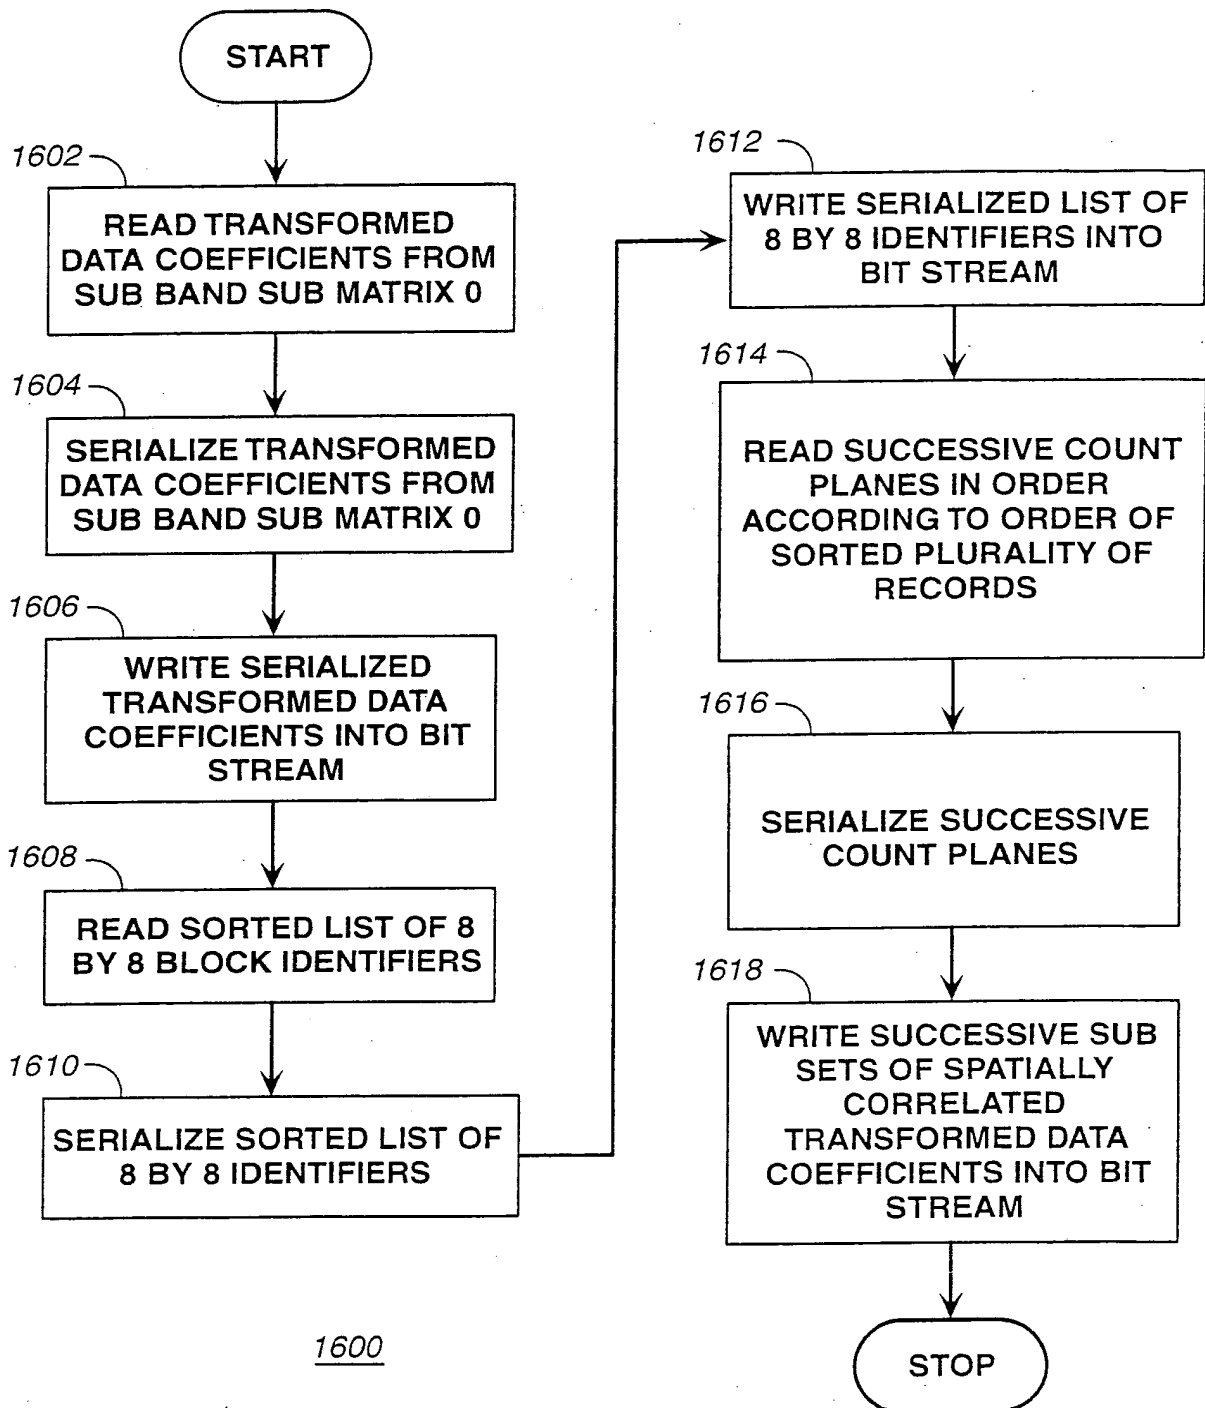 START
1602
READ TRANSFORMED
DATA COEFFICIENTS FROM
SUB BAND SUB MATRIX 0
1604
SERIALIZE TRANSFORMED
DATA COEFFICIENTS FROM
SUB BAND SUB MATRIX 0
1606
WRITE SERIALIZED
TRANSFORMED DATA
COEFFICIENTS INTO BIT
STREAM
1608
READ SORTED LIST OF 8
BY 8 BLOCK IDENTIFIERS
1610
SERIALIZE SORTED LIST OF
8 BY 8 IDENTIFIERS
1612
WRITE SERIALIZED LIST OF
8 BY 8 IDENTIFIERS INTO
BIT STREAM
1614
READ SUCCESSIVE COUNT
PLANES IN ORDER
ACCORDING TO ORDER OF
SORTED PLURALITY OF
RECORDS
1616
SERIALIZE SUCCESSIVE
COUNT PLANES
1618
WRITE SUCCESSIVE SUB
SETS OF SPATIALLY
CORRELATED
TRANSFORMED DATA
COEFFICIENTS INTO BIT
STREAM
STOP
1600